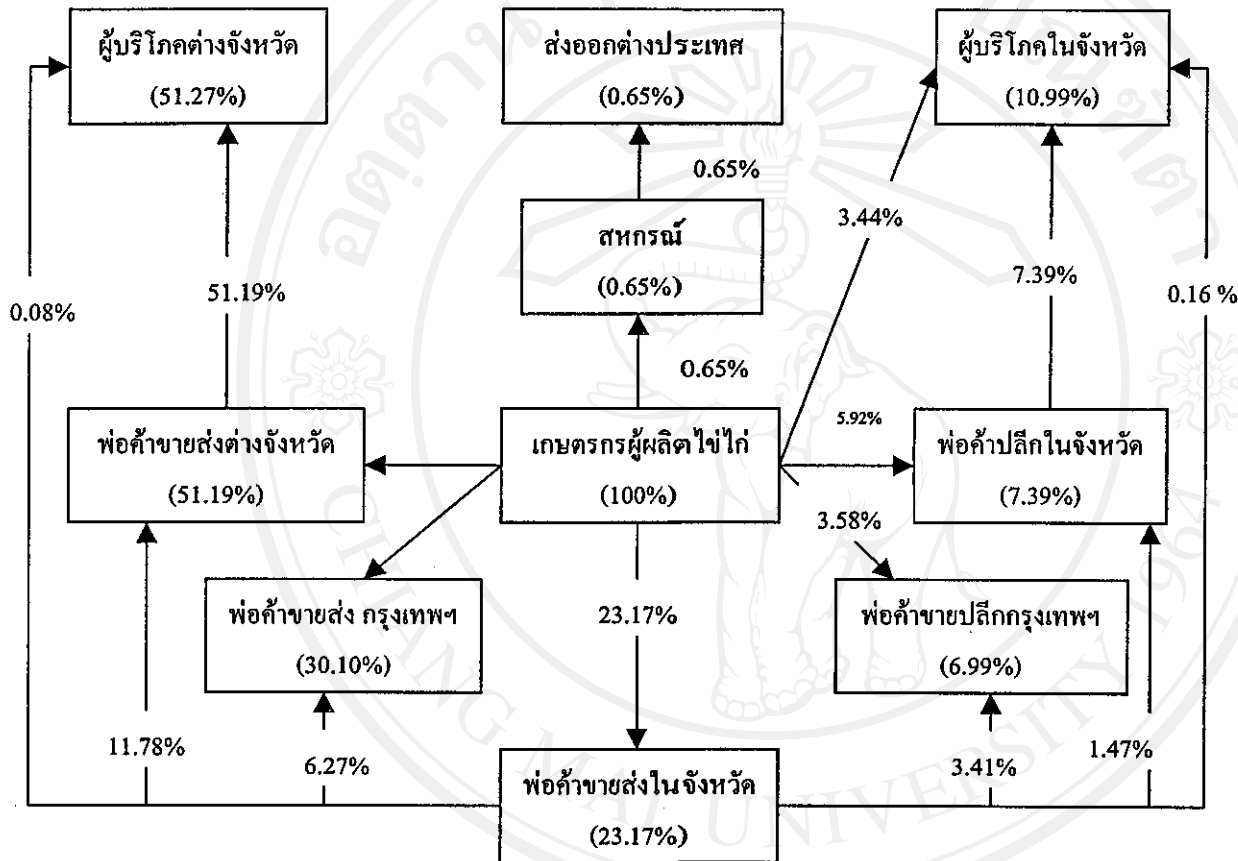 ผู้บริโภคต่างจังหวัด
(51.27%)
ส่งออกต่างประเทศ
(0.65%)
ผู้บริโภคในจังหวัด
(10.99%)
0.65%
สหกรณ์
(0.65%)
3.44%
7.39%
51.19%
0.08%
0.16 %
0.65%
พ่อค้าขายส่งต่างจังหวัด
(51.19%)
เกษตรกรผู้ผลิตไข่ไก่
(100%)
5.92%
พ่อค้าปลีกในจังหวัด
(7.39%)
3.58%
พ่อค้าขายส่ง กรุงเทพฯ
(30.10%)
23.17%
พ่อค้าขายปลีกกรุงเทพฯ
(6.99%)
11.78%
6.27%
พ่อค้าขายส่งในจังหวัด
(23.17%)
3.41%
1.47%
CHIANG MAI UNIVERSITY 1964